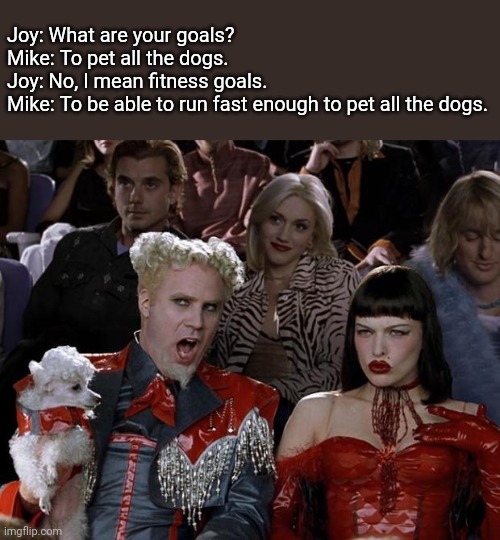 Joy: What are your goals?
Mike: To pet all the dogs.
Joy: No, I mean fitness goals.
Mike: To be able to run fast enough to pet all the dogs.
imgflip.com